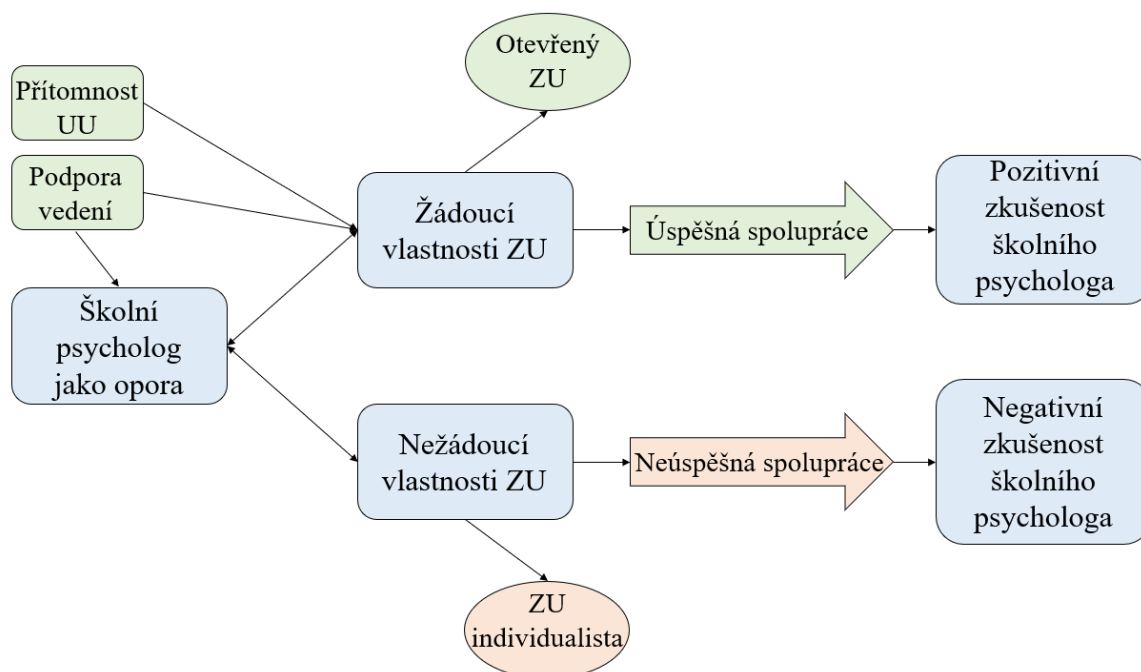 Otevřený
ZU
Přítomnost
UU
Podpora
vedení
Žádoucí
vlastnosti ZU
Úspěšná spolupráce
Pozitivní
zkušenost
školního
psychologa
Školní
psycholog
jako opora
Nežádoucí
vlastnosti ZU
Neúspěšná spolupráce
Negativní
zkušenost
školního
psychologa
ZU
individualista